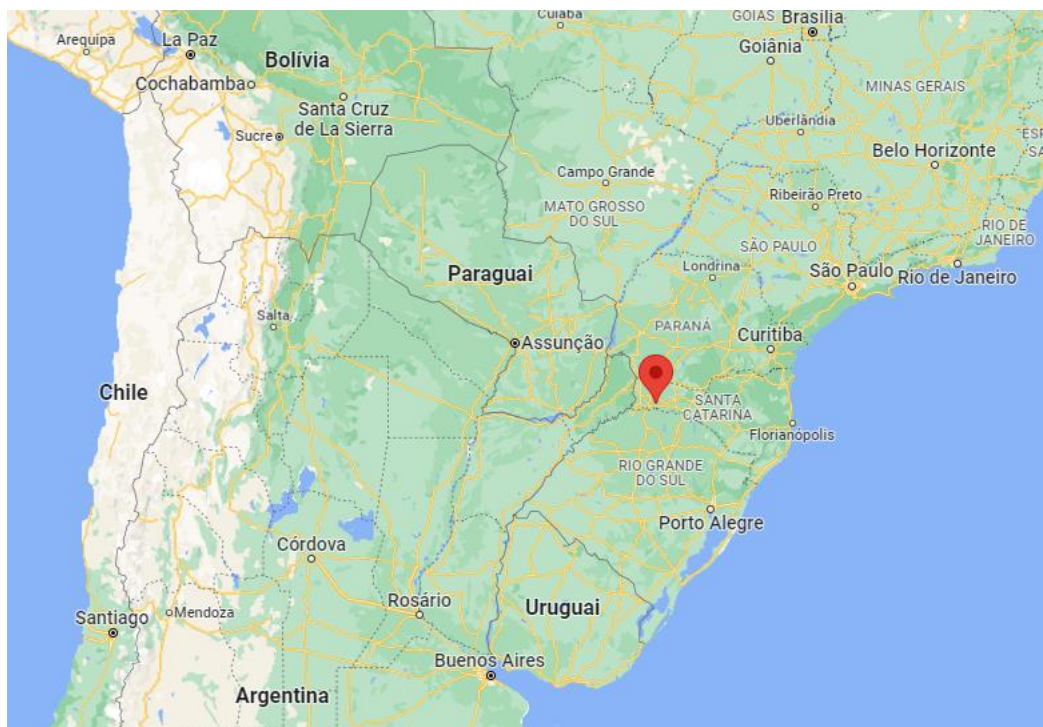 Cuiabá
GOIÁS
Brasília
Arequipa
La Paz
Goiânia
Bolívia
Cochabamba
MINAS GERAIS
Santa Cruz
de La Sierra
Uberlândia
Sucre
Belo Horizonte
Campo Grande
Ribeirão Preto
MATO GROSSO
DO SUL
RIO DE
JANEIRO
SÃO PAULO
Londrina
Paraguai
São Paulo
Rio de Janeiro
Salta
PARANÁ
Curitiba
Assunção
Chile
SANTA
CATARINA
Florianópolis
RIO GRANDE
DO SUL
Porto Alegre
Córdova
Rosário
Uruguai
Mendoza
Santiago
Buenos Aires
Argentina